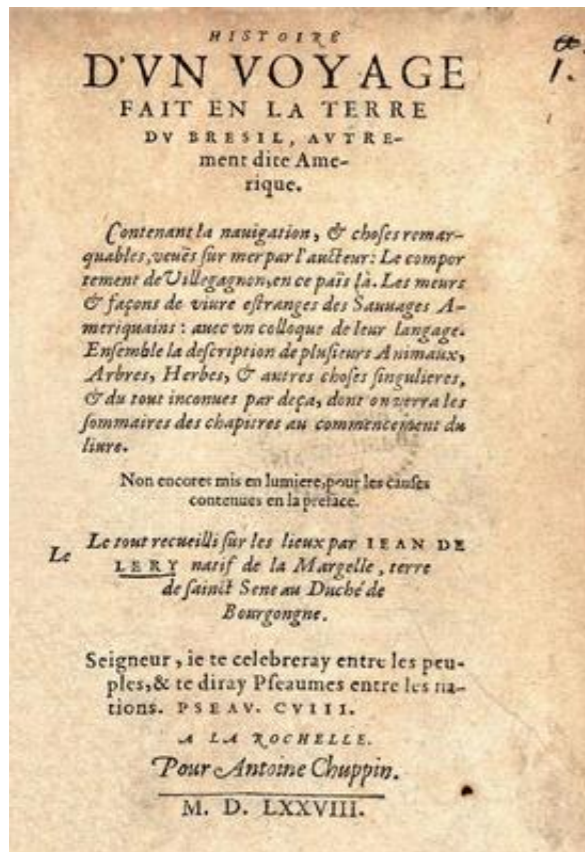 HISTOIRE
D'VN VOYAGE
FAIT EN LA TERRE
DV BRESIL, AVTRE-
ment dite Ame-
rique.
Contenant la nauigation, & choses remar-
quables, veuës sur mer par l'aucteur: Le compor
tement de Villegagnon, en ce païs là. Les meurs
& façons de viure estranges des Sauuages A-
meriquains: auec vn colloque de leur langage.
Ensemble la description de plusieurs Animaux,
Arbres, Herbes, & autres choses singulieres,
& du tout inconues par deça, dont on verra les
sommaires des chapitres au commencement du
liure.
Non encores mis en lumiere, pour les causes
contenues en la preface.
Le tout recueilli sur les lieux par IEAN DE
Le LERY natif de la Margelle, terre
de sainct Sene au Duché de
Bourgongne.
Seigneur, ie te celebreray entre les peu-
ples, & te diray Pseaumes entre les na-
tions. PSEAV. CVIII.
A LA ROCHELLE.
Pour Antoine Chuppin.
M. D. LXXVIII.